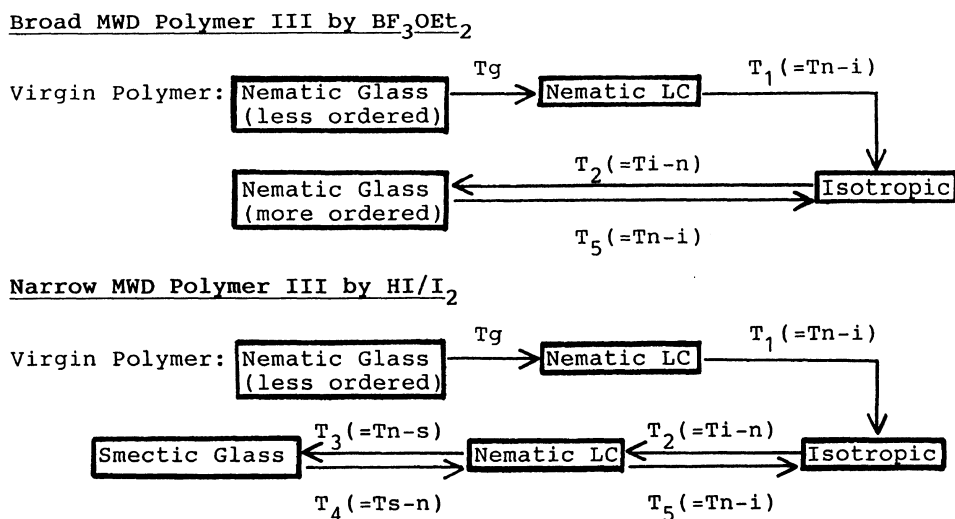 Broad MWD Polymer III by BF3OEt2
Tg
T1(=Tn-i)
Virgin Polymer:
Nematic Glass
(less ordered)
Nematic LC
T2(=Ti-n)
Nematic Glass
(more ordered)
Isotropic
T5(=Tn-i)
Narrow MWD Polymer III by HI/I2
Tg
T1(=Tn-i)
Virgin Polymer:
Nematic Glass
(less ordered)
Nematic LC
T3(=Tn-s)
T2(=Ti-n)
Smectic Glass
Nematic LC
Isotropic
T4(=Ts-n)
T5(=Tn-i)